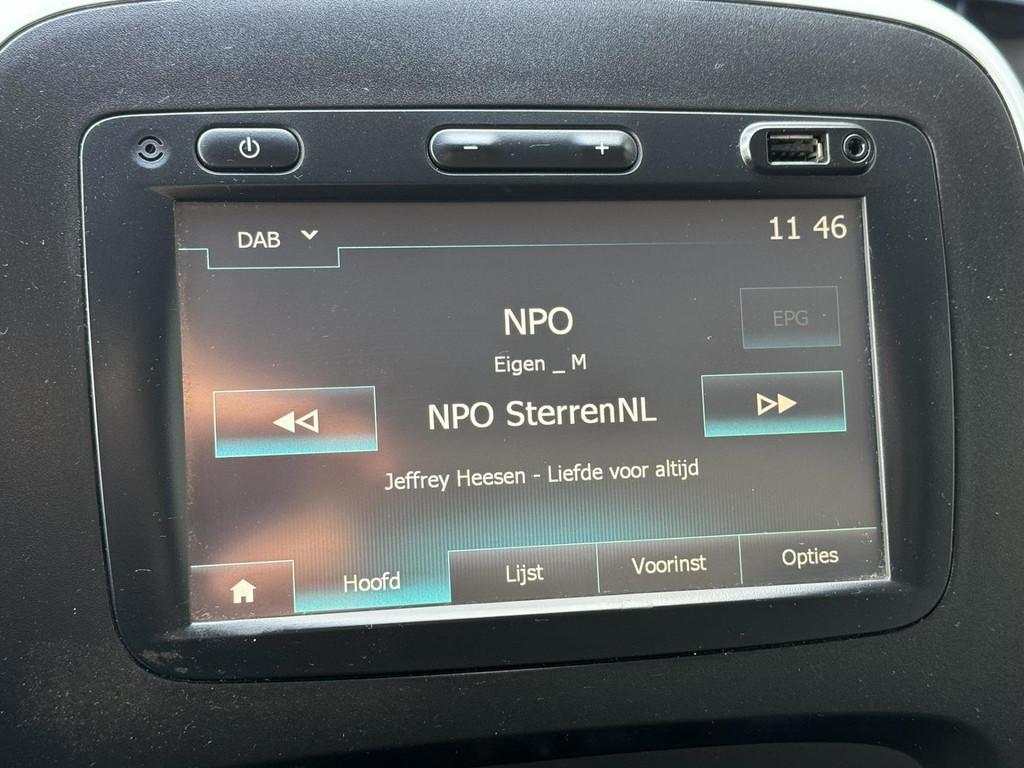 - +
DAB 11 46
NPO
EPG
Eigen _ M
NPO SterrenNL
Jeffrey Heesen - Liefde voor altijd
Hoofd Lijst Voorinst Opties